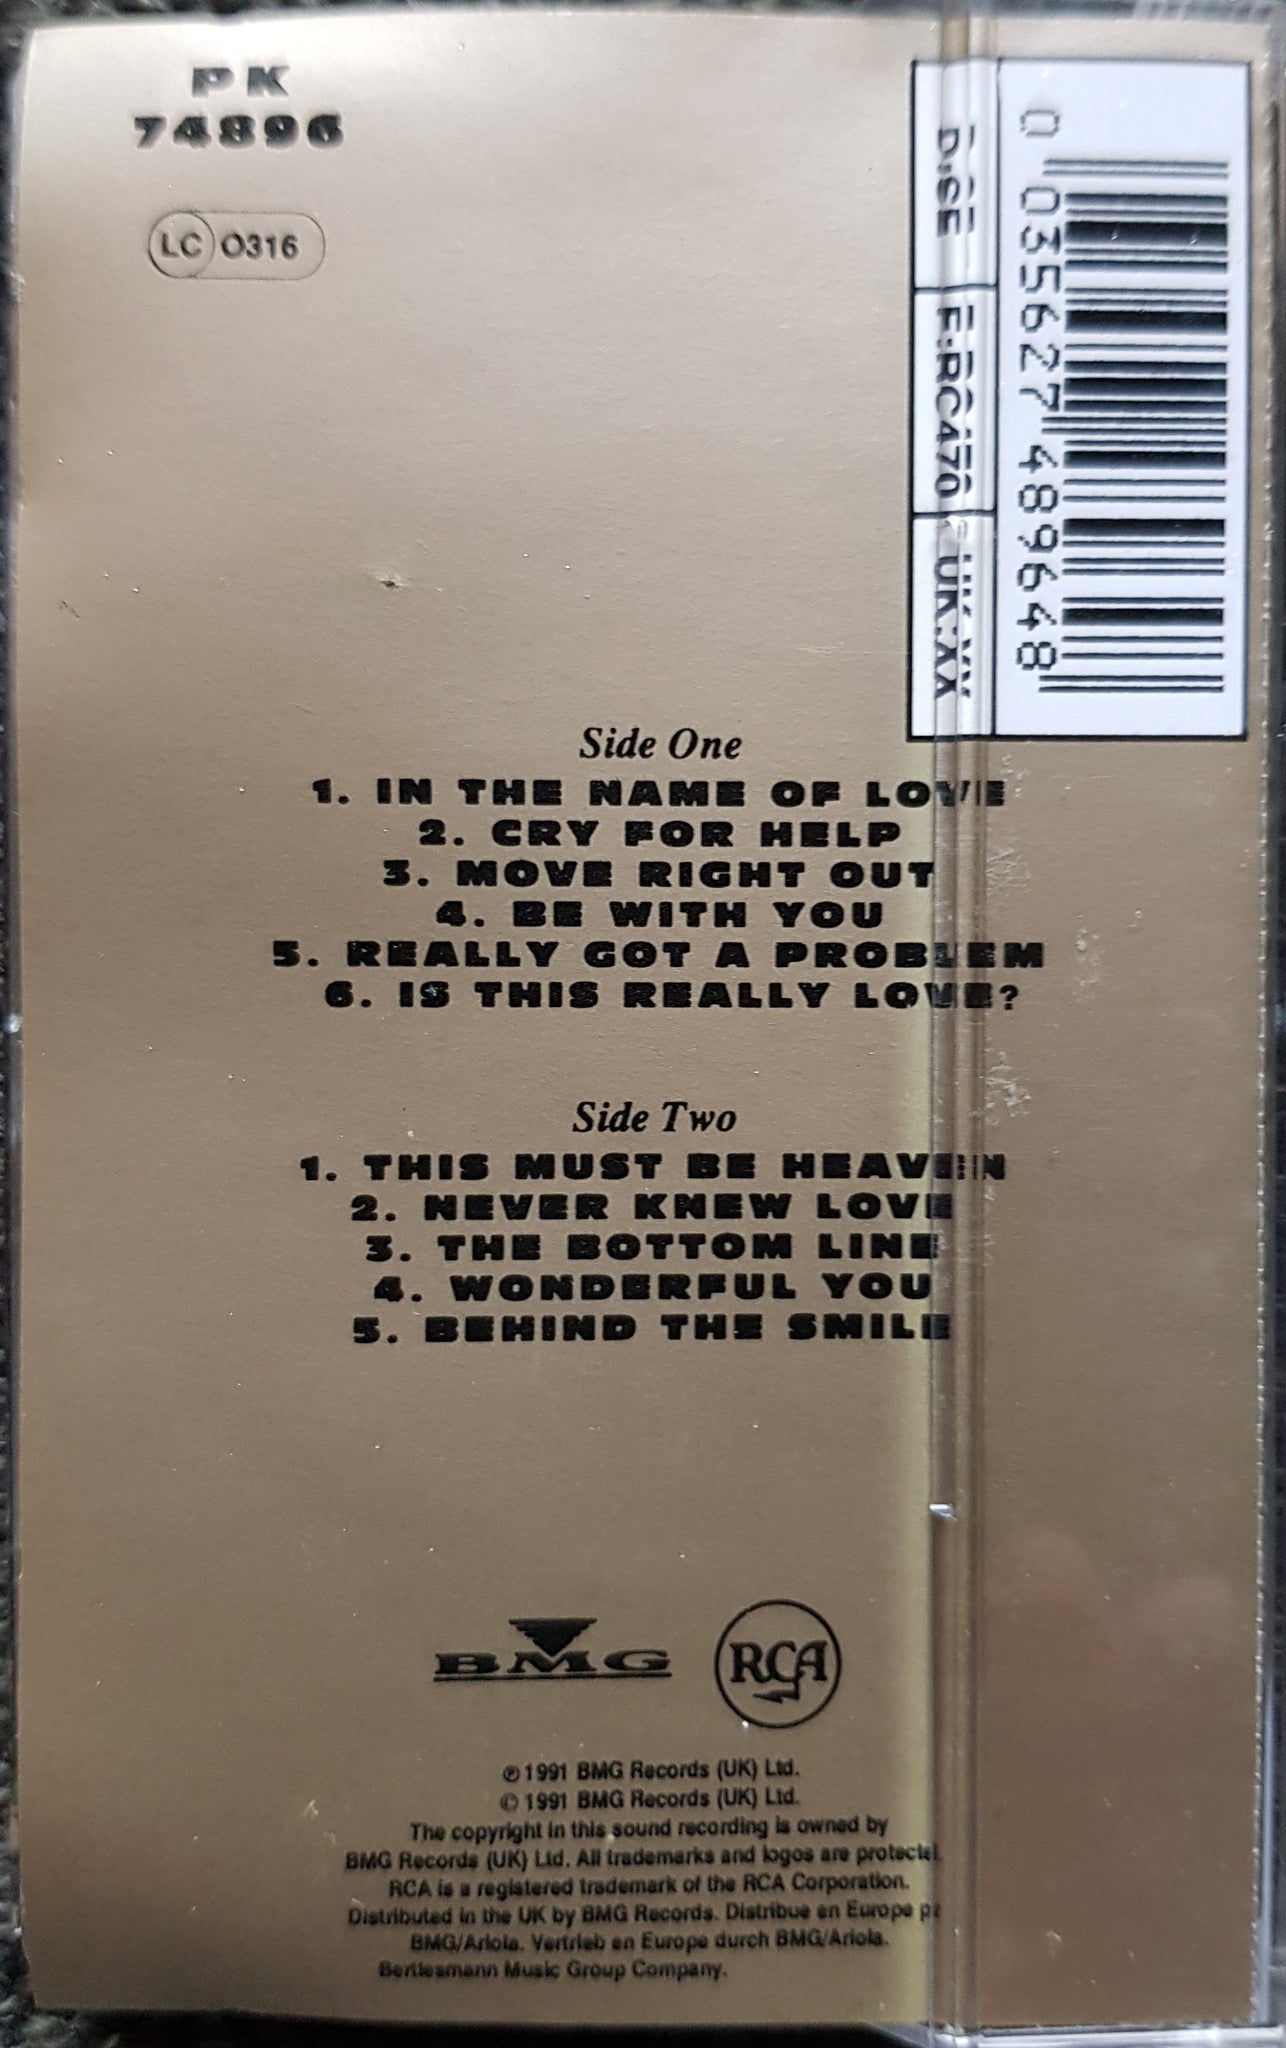 PK
74896
LC 0316
D:SE
F:RC470
UK:XX
0 035627 489648
Side One
1. IN THE NAME OF LOVE
2. CRY FOR HELP
3. MOVE RIGHT OUT
4. BE WITH YOU
5. REALLY GOT A PROBLEM
6. IS THIS REALLY LOVE?
Side Two
1. THIS MUST BE HEAVEN
2. NEVER KNEW LOVE
3. THE BOTTOM LINE
4. WONDERFUL YOU
5. BEHIND THE SMILE
BMG RCA
℗ 1991 BMG Records (UK) Ltd.
© 1991 BMG Records (UK) Ltd.
The copyright in this sound recording is owned by
BMG Records (UK) Ltd. All trademarks and logos are
RCA is a registered trademark of the RCA Corporation.
Distributed in the UK by BMG Records. Distribue en Europe
BMG/Ariola. Vertrieb en Europe durch BMG/Ariola.
Bertlesmann Music Group Company.